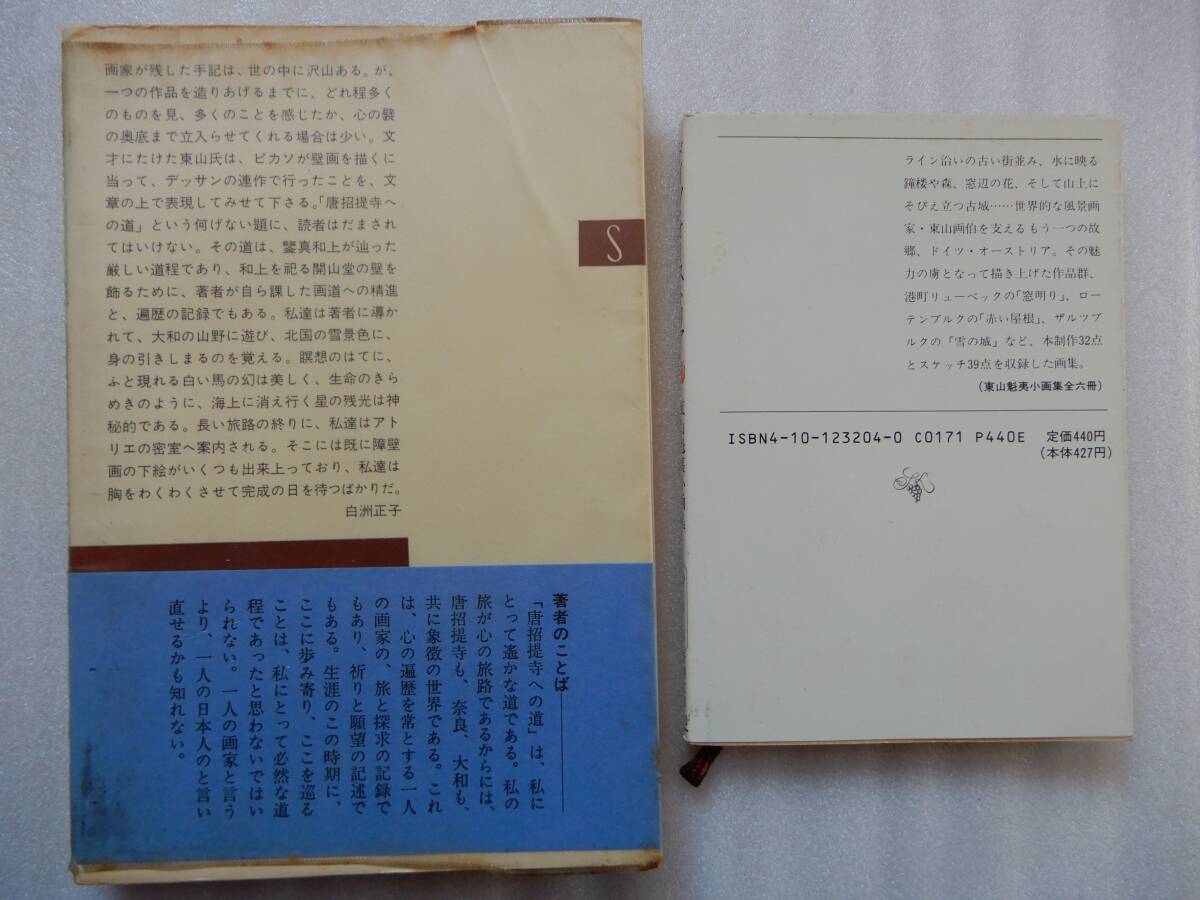 画家が残した手記は、世の中に沢山ある。が、
一つの作品を造りあげるまでに、どれ程多く
のものを見、多くのことを感じたか、心の襞
の奥底まで立入らせてくれる場合は少い。文
才にたけた東山氏は、ピカソが壁画を描くに
当って、デッサンの連作で行ったことを、文
章の上で表現してみせて下さる。「唐招提寺へ
の道」という何げない題に、読者はだまされ
てはいけない。その道は、鑒真和上が辿った
厳しい道程であり、和上を祀る開山堂の壁を
飾るために、著者が自ら課した画道への精進
と、遍歴の記録でもある。私達は著者に導か
れて、大和の山野に遊び、北国の雪景色に、
身の引きしまるのを覚える。瞑想のはてに、
ふと現れる白い馬の幻は美しく、生命のきら
めきのように、海上に消え行く星の残光は神
秘的である。長い旅路の終りに、私達はアト
リエの密室へ案内される。そこには既に障壁
画の下絵がいくつも出来上っており、私達は
胸をわくわくさせて完成の日を待つばかりだ。
白洲正子
S
著者のことば
「唐招提寺への道」は、私に
とって遙かな道である。私の
旅が心の旅路であるからには、
唐招提寺も、奈良、大和も、
共に象徴の世界である。これ
は、心の遍歴を常とする一人
の画家の、旅と探求の記録で
もあり、祈りと願望の記述で
もある。生涯のこの時期に、
ここに歩み寄り、ここを巡る
ことは、私にとって必然な道
程であったと思わないではい
られない。一人の画家と言う
より、一人の日本人のと言い
直せるかも知れない。
ライン沿いの古い街並み、水に映る
鐘楼や森、窓辺の花、そして山上に
そびえ立つ古城……世界的な風景画
家・東山画伯を支えるもう一つの故
郷、ドイツ・オーストリア。その魅
力の虜となって描き上げた作品群、
港町リューベックの「窓明り」、ロー
テンブルクの「赤い屋根」、ザルツブ
ルクの「雪の城」など、本制作32点
とスケッチ39点を収録した画集。
（東山魁夷小画集全六冊）
ISBN4-10-123204-0 C0171 P440E 定価440円
（本体427円）